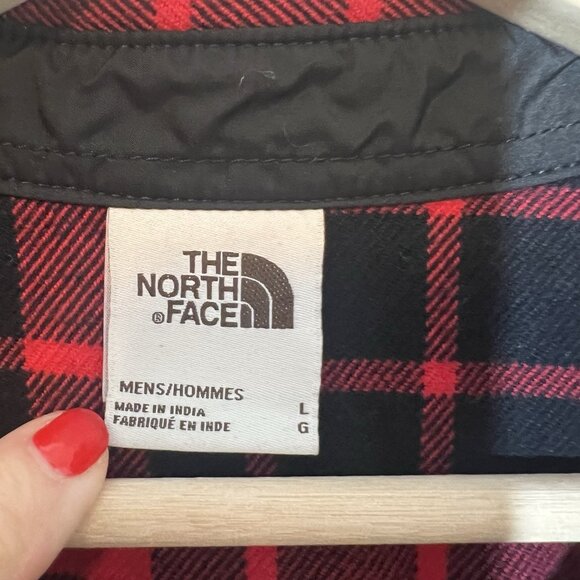 THE
NORTH
® FACE
MENS/HOMMES
MADE IN INDIA L
FABRIQUÉ EN INDE G